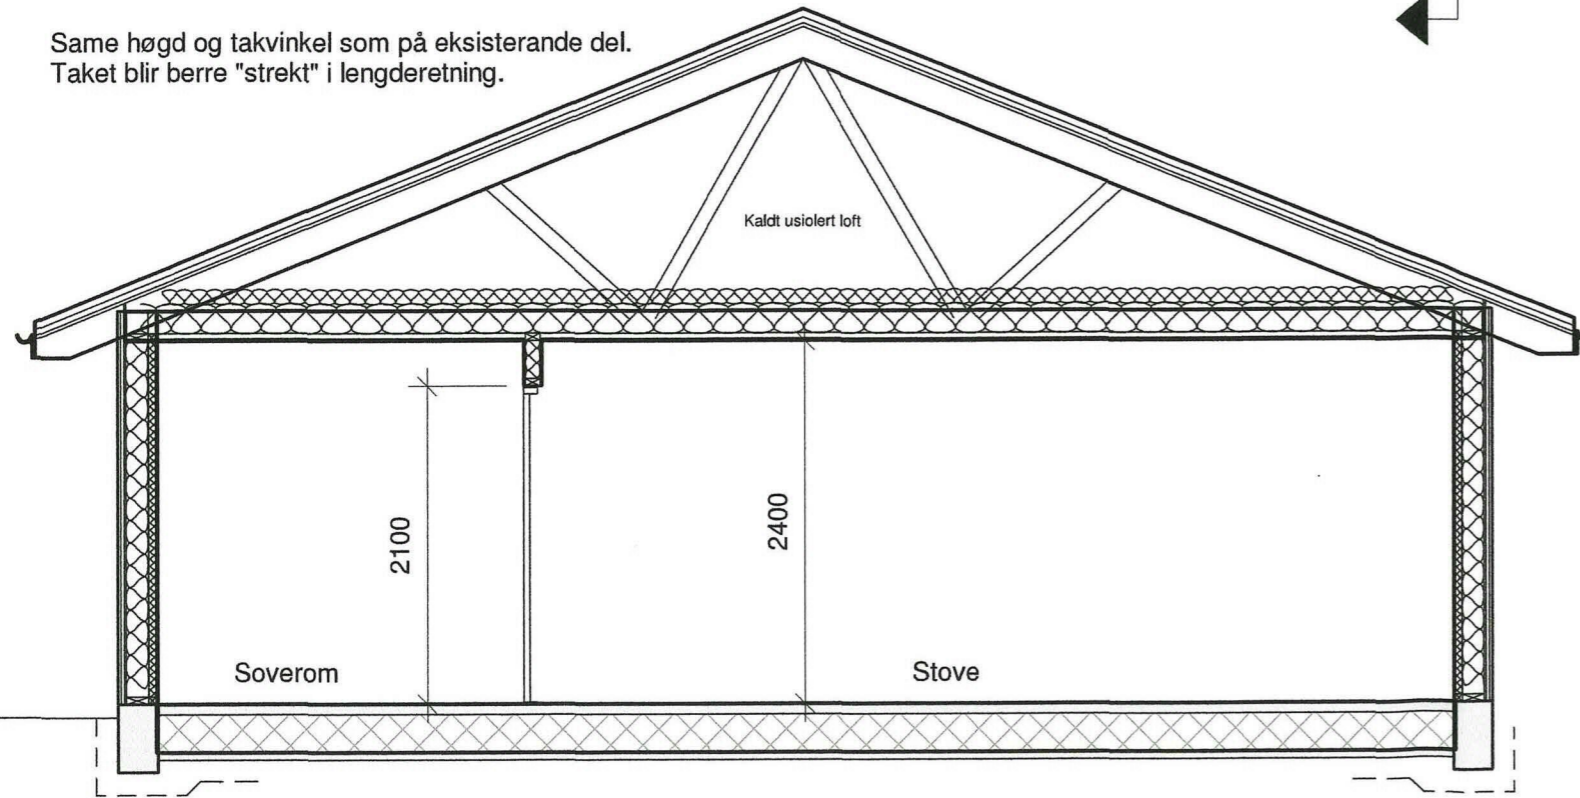 Same høgd og takvinkel som på eksisterande del.
Taket blir berre "strekt" i lengderetning.
Kaldt usiolert loft
2100
2400
Soverom
Stove